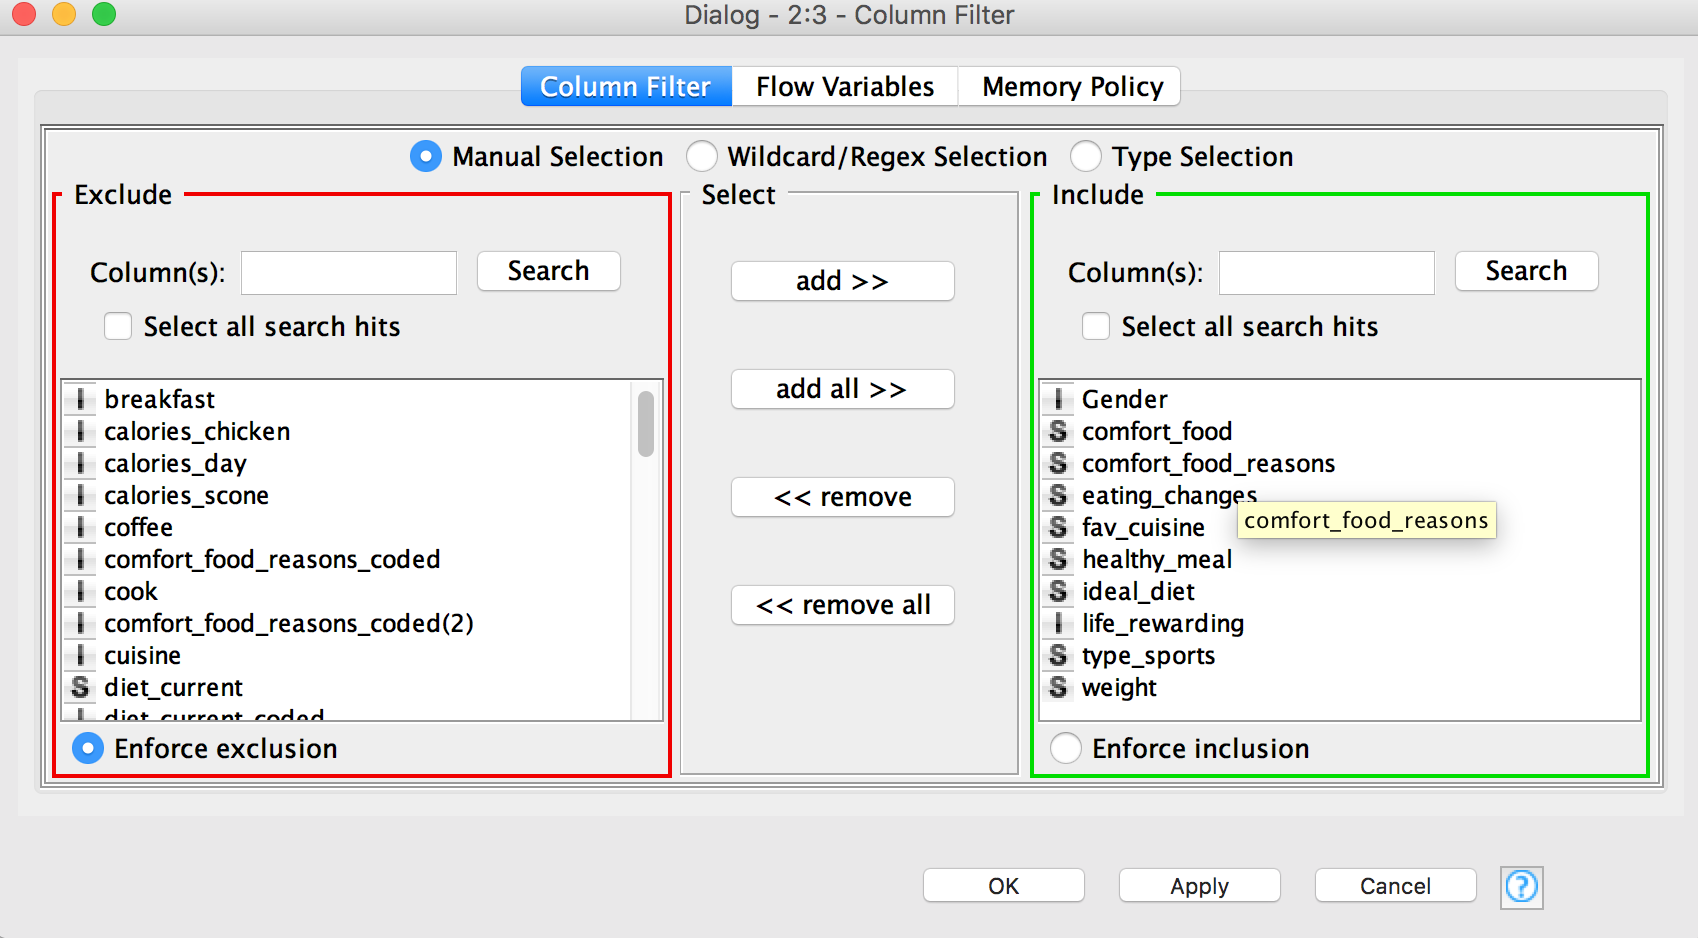 Dialog - 2:3 - Column Filter
Column Filter Flow Variables Memory Policy
Manual Selection Wildcard/Regex Selection Type Selection
Exclude
Column(s): Search
Select all search hits
I breakfast
I calories_chicken
I calories_day
I calories_scone
I coffee
I comfort_food_reasons_coded
I cook
I comfort_food_reasons_coded(2)
I cuisine
S diet_current
I diet_current_coded
Enforce exclusion
Select
add >>
add all >>
<< remove
<< remove all
Include
Column(s): Search
Select all search hits
I Gender
S comfort_food
S comfort_food_reasons
S eating_changes
comfort_food_reasons
S fav_cuisine
S healthy_meal
S ideal_diet
I life_rewarding
S type_sports
S weight
Enforce inclusion
OK Apply Cancel ?